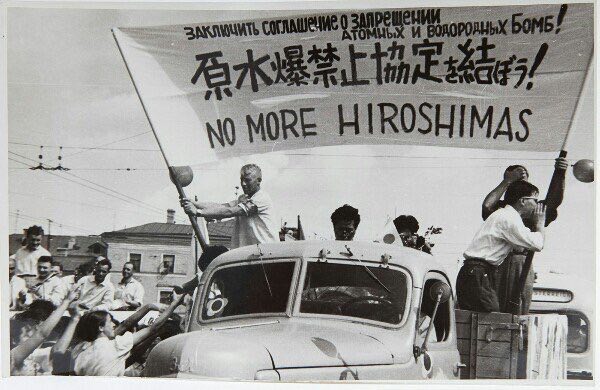 ЗАКЛЮЧИТЬ СОГЛАШЕНИЕ О ЗАПРЕЩЕНИИ
АТОМНЫХ И ВОДОРОДНЫХ БОМБ!
原水爆禁止協定を結ぼう!
NO MORE HIROSHIMAS